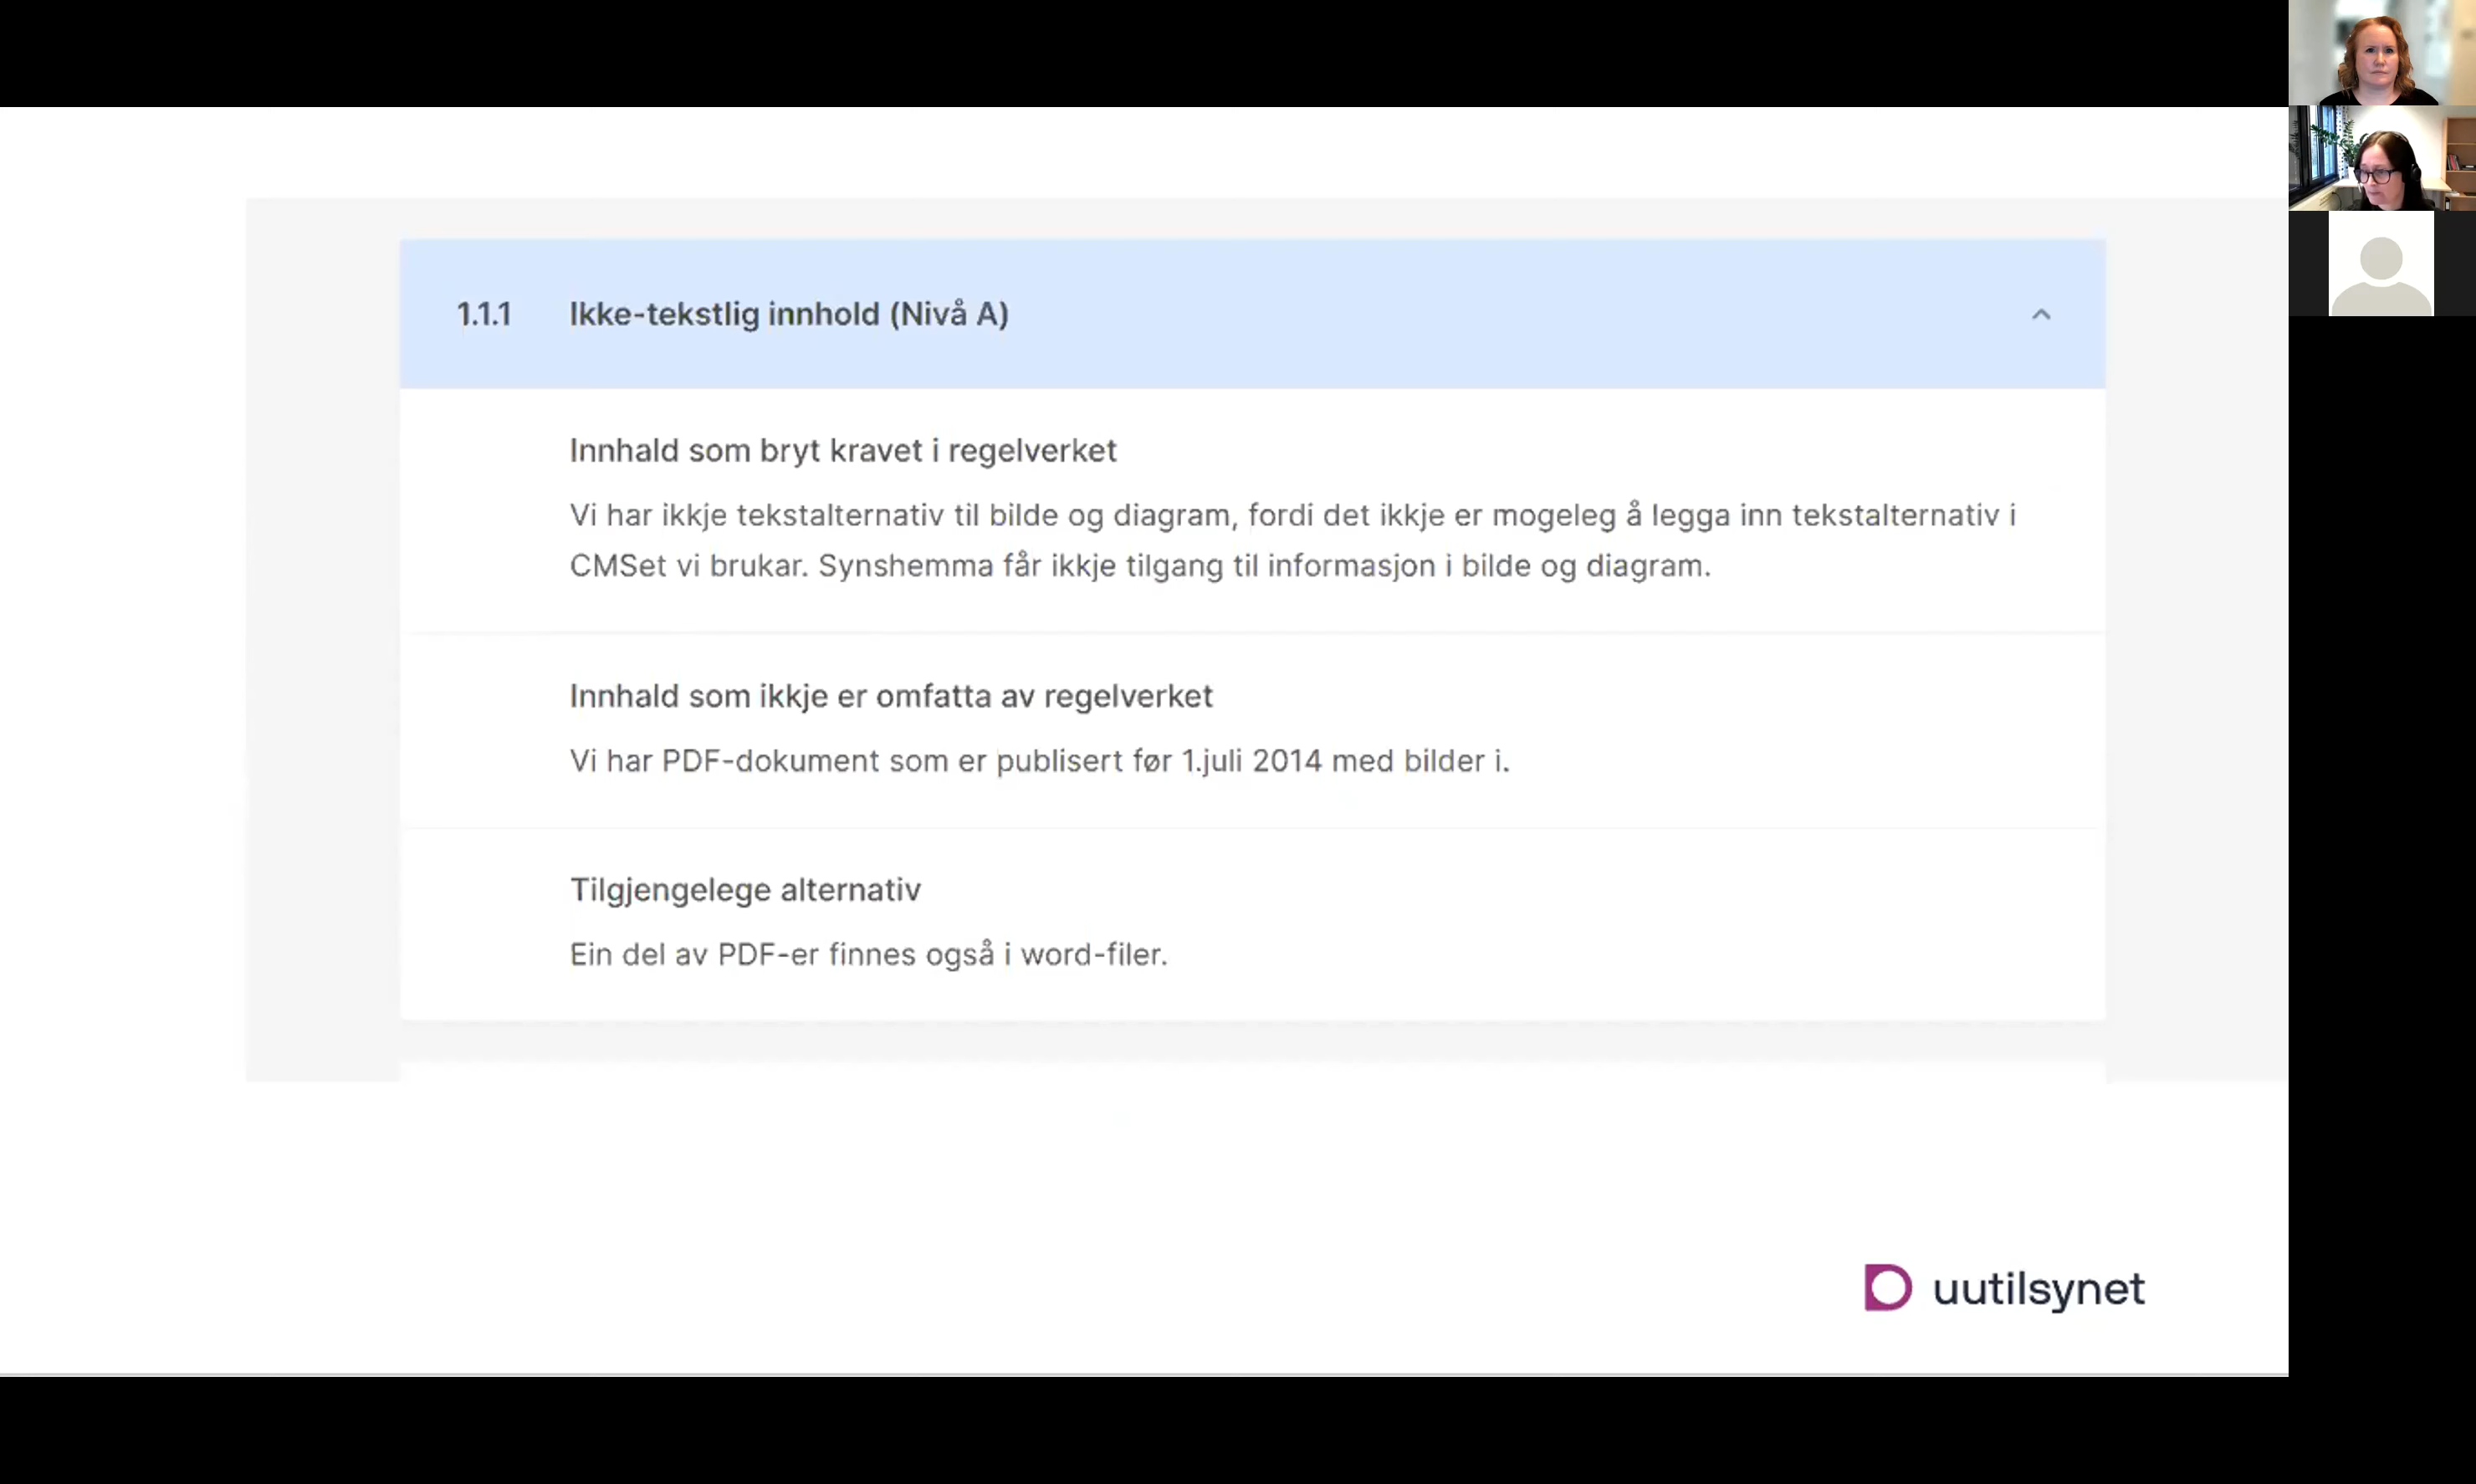 1.1.1 Ikke-tekstlig innhold (Nivå A)
Innhald som bryt kravet i regelverket
Vi har ikkje tekstalternativ til bilde og diagram, fordi det ikkje er mogeleg å legga inn tekstalternativ i
CMSet vi brukar. Synshemma får ikkje tilgang til informasjon i bilde og diagram.
Innhald som ikkje er omfatta av regelverket
Vi har PDF-dokument som er publisert før 1.juli 2014 med bilder i.
Tilgjengelege alternativ
Ein del av PDF-er finnes også i word-filer.
uutilsynet